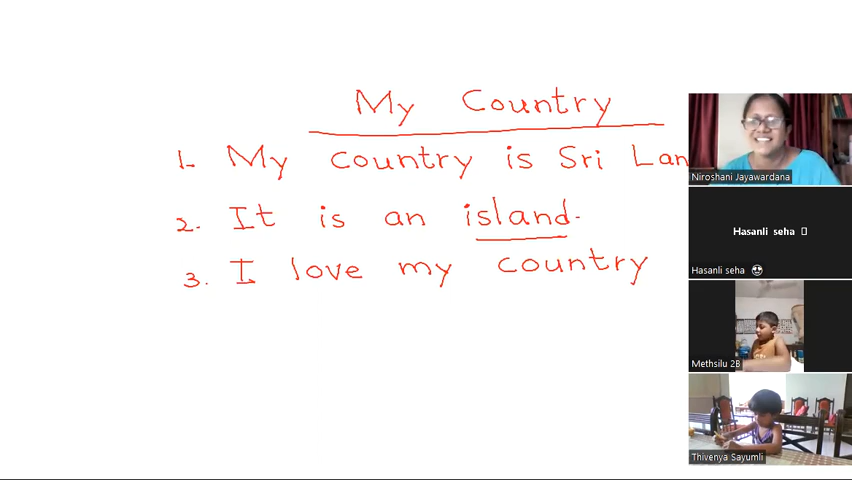 My Country
1. My country is Sri Lan
2. It is an island.
3. I love my country
Niroshani Jayawardana
Hasanli seha
Hasanli seha
Methsilu 2B
Thivenya Sayumli